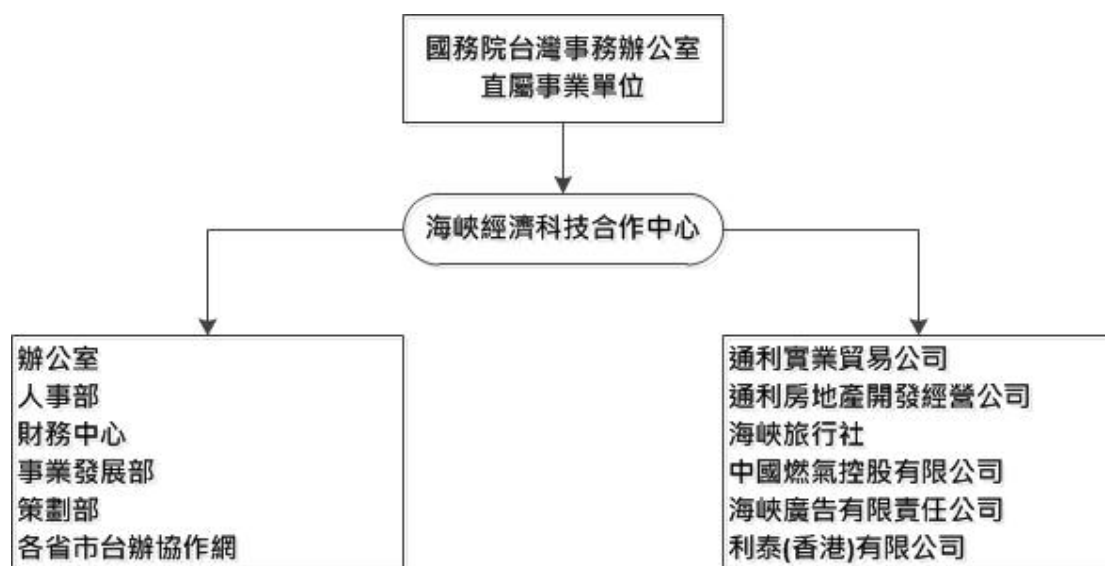 國務院台灣事務辦公室
直屬事業單位
海峽經濟科技合作中心
辦公室
人事部
財務中心
事業發展部
策劃部
各省市台辦協作網
通利實業貿易公司
通利房地產開發經營公司
海峽旅行社
中國燃氣控股有限公司
海峽廣告有限責任公司
利泰(香港)有限公司